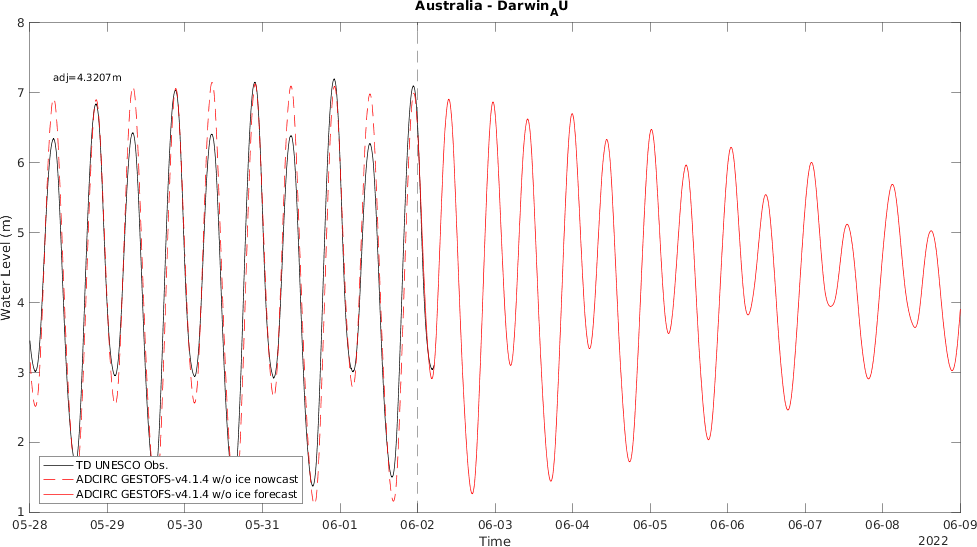 Australia - Darwin_AU
8
adj=4.3207m
7
6
5
Water Level (m)
4
3
2
TD UNESCO Obs.
ADCIRC GESTOFS-v4.1.4 w/o ice nowcast
ADCIRC GESTOFS-v4.1.4 w/o ice forecast
1
05-28 05-29 05-30 05-31 06-01 06-02 06-03 06-04 06-05 06-06 06-07 06-08 06-09
Time
2022